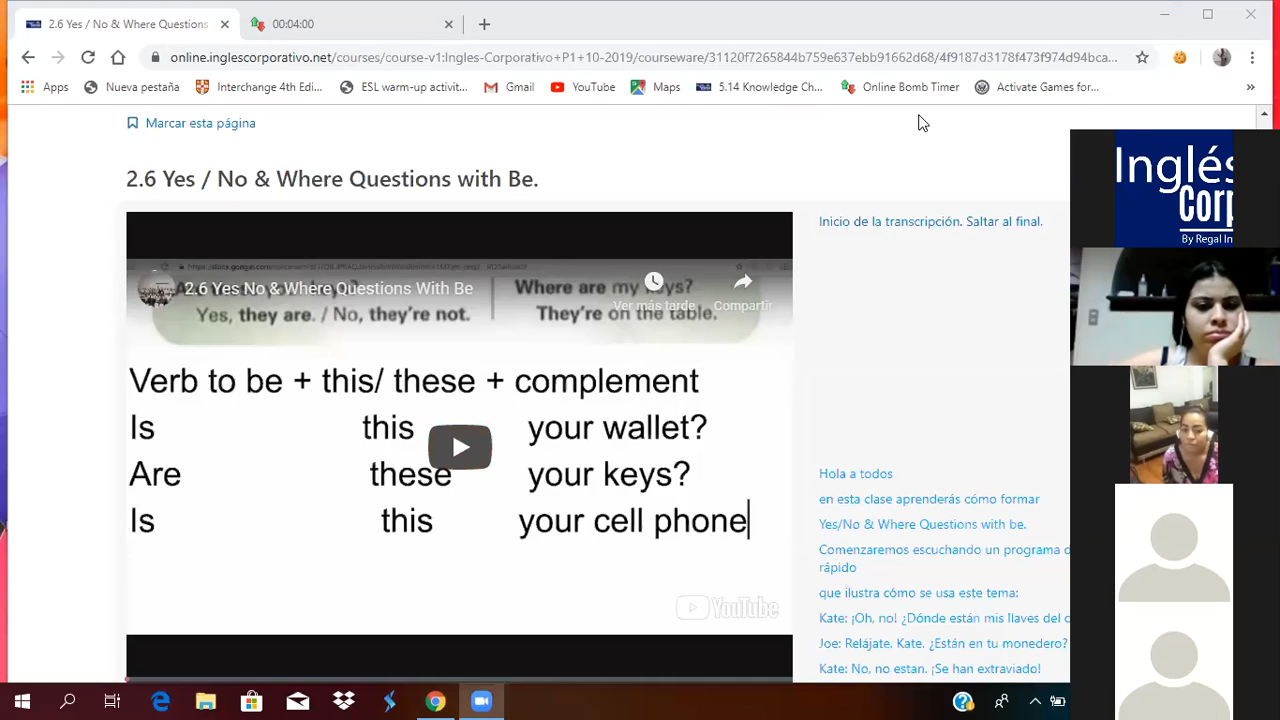 2.6 Yes / No & Where Questions
00:04:00
online.inglescorporativo.net/courses/course-v1:Ingles-Corporativo+P1+10-2019/courseware/31120f7265844b759e637ebb91662d68/4f9187d3178f473f974d94bca...
Apps
Nueva pestaña
Interchange 4th Edi...
ESL warm-up activit...
Gmail
YouTube
Maps
5.14 Knowledge Ch...
Online Bomb Timer
Activate Games for...
»
Marcar esta página
2.6 Yes / No & Where Questions with Be.
Inicio de la transcripción. Saltar al final.
2.6 Yes No & Where Questions With Be
Ver más tarde
Compartir
Where are my keys?
Yes, they are. / No, they're not.
They're on the table.
Verb to be + this/ these + complement
Is this your wallet?
Are these your keys?
Is this your cell phone
YouTube
Hola a todos
en esta clase aprenderás cómo formar
Yes/No & Where Questions with be.
Comenzaremos escuchando un programa
rápido
que ilustra cómo se usa este tema:
Kate: ¡Oh, no! ¿Dónde están mis llaves del
Joe: Relájate, Kate. ¿Están en tu monedero?
Kate: No, no estan. ¡Se han extraviado!
Inglés
Corp
By Regal In